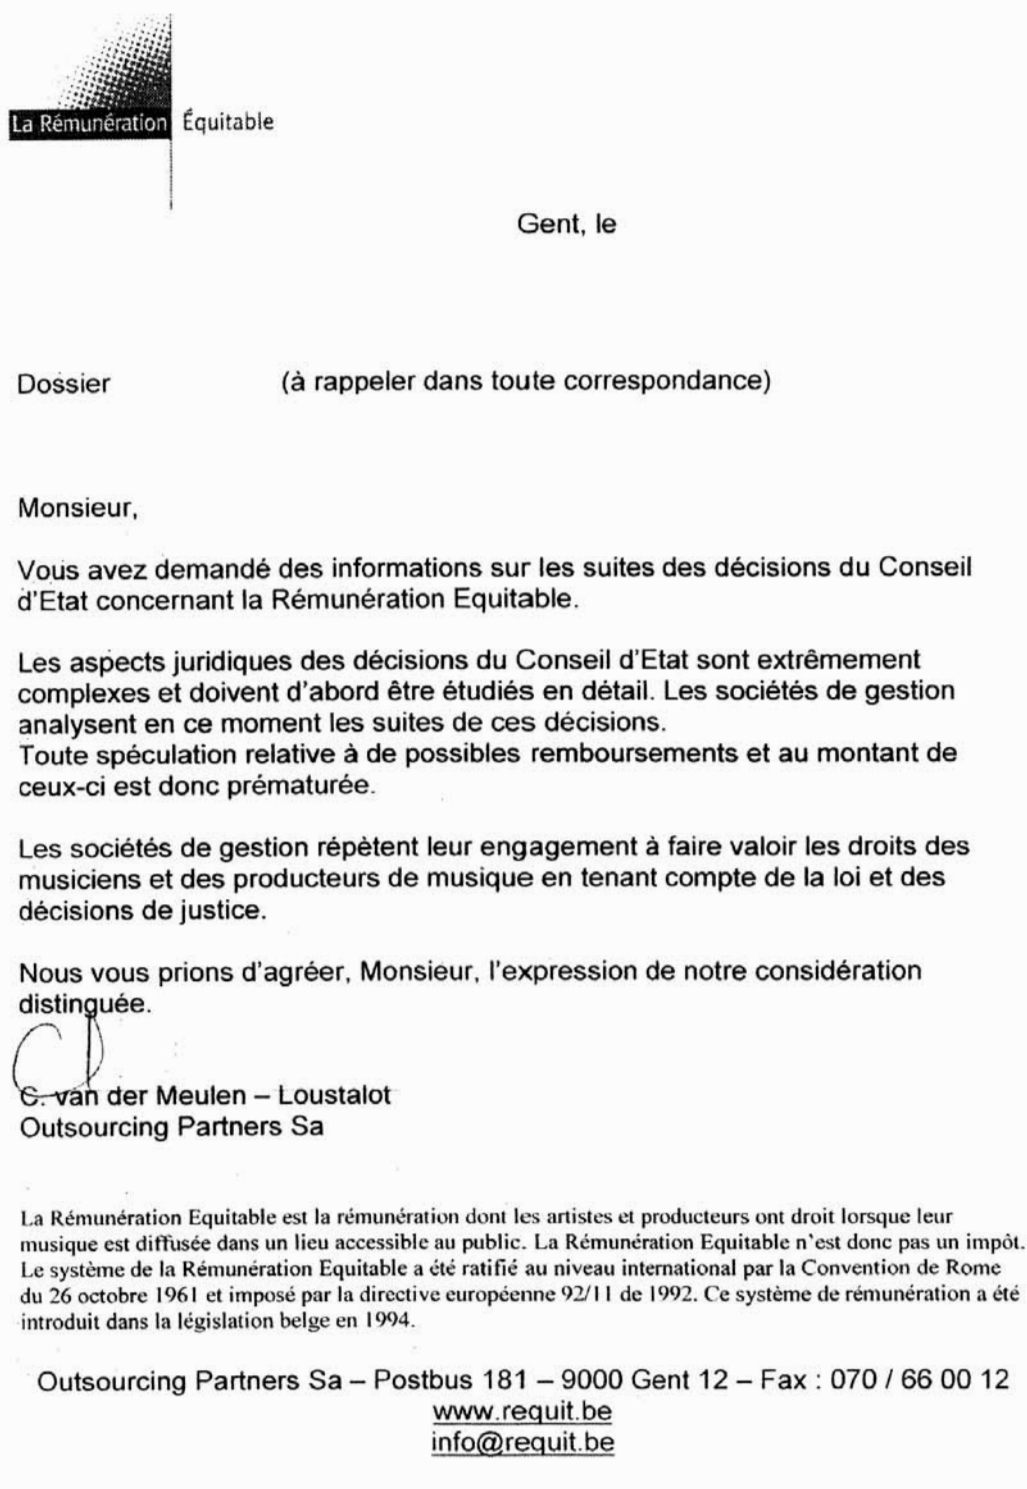 La Rémunération Équitable
Gent, le
Dossier (à rappeler dans toute correspondance)
Monsieur,
Vous avez demandé des informations sur les suites des décisions du Conseil
d'Etat concernant la Rémunération Equitable.
Les aspects juridiques des décisions du Conseil d'Etat sont extrêmement
complexes et doivent d'abord être étudiés en détail. Les sociétés de gestion
analysent en ce moment les suites de ces décisions.
Toute spéculation relative à de possibles remboursements et au montant de
ceux-ci est donc prématurée.
Les sociétés de gestion répètent leur engagement à faire valoir les droits des
musiciens et des producteurs de musique en tenant compte de la loi et des
décisions de justice.
Nous vous prions d'agréer, Monsieur, l'expression de notre considération
distinguée.
C. van der Meulen – Loustalot
Outsourcing Partners Sa
La Rémunération Equitable est la rémunération dont les artistes et producteurs ont droit lorsque leur
musique est diffusée dans un lieu accessible au public. La Rémunération Equitable n'est donc pas un impôt.
Le système de la Rémunération Equitable a été ratifié au niveau international par la Convention de Rome
du 26 octobre 1961 et imposé par la directive européenne 92/11 de 1992. Ce système de rémunération a été
introduit dans la législation belge en 1994.
Outsourcing Partners Sa – Postbus 181 – 9000 Gent 12 – Fax : 070 / 66 00 12
www.requit.be
info@requit.be